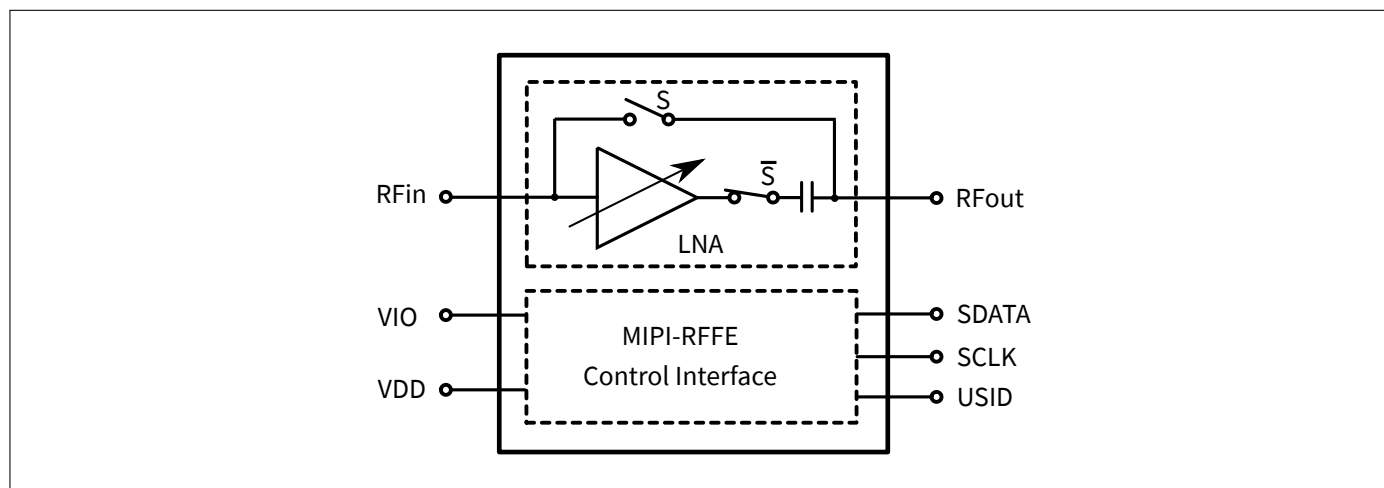 S
RFin
S̅
RFout
LNA
VIO
SDATA
MIPI-RFFE
SCLK
Control Interface
VDD
USID